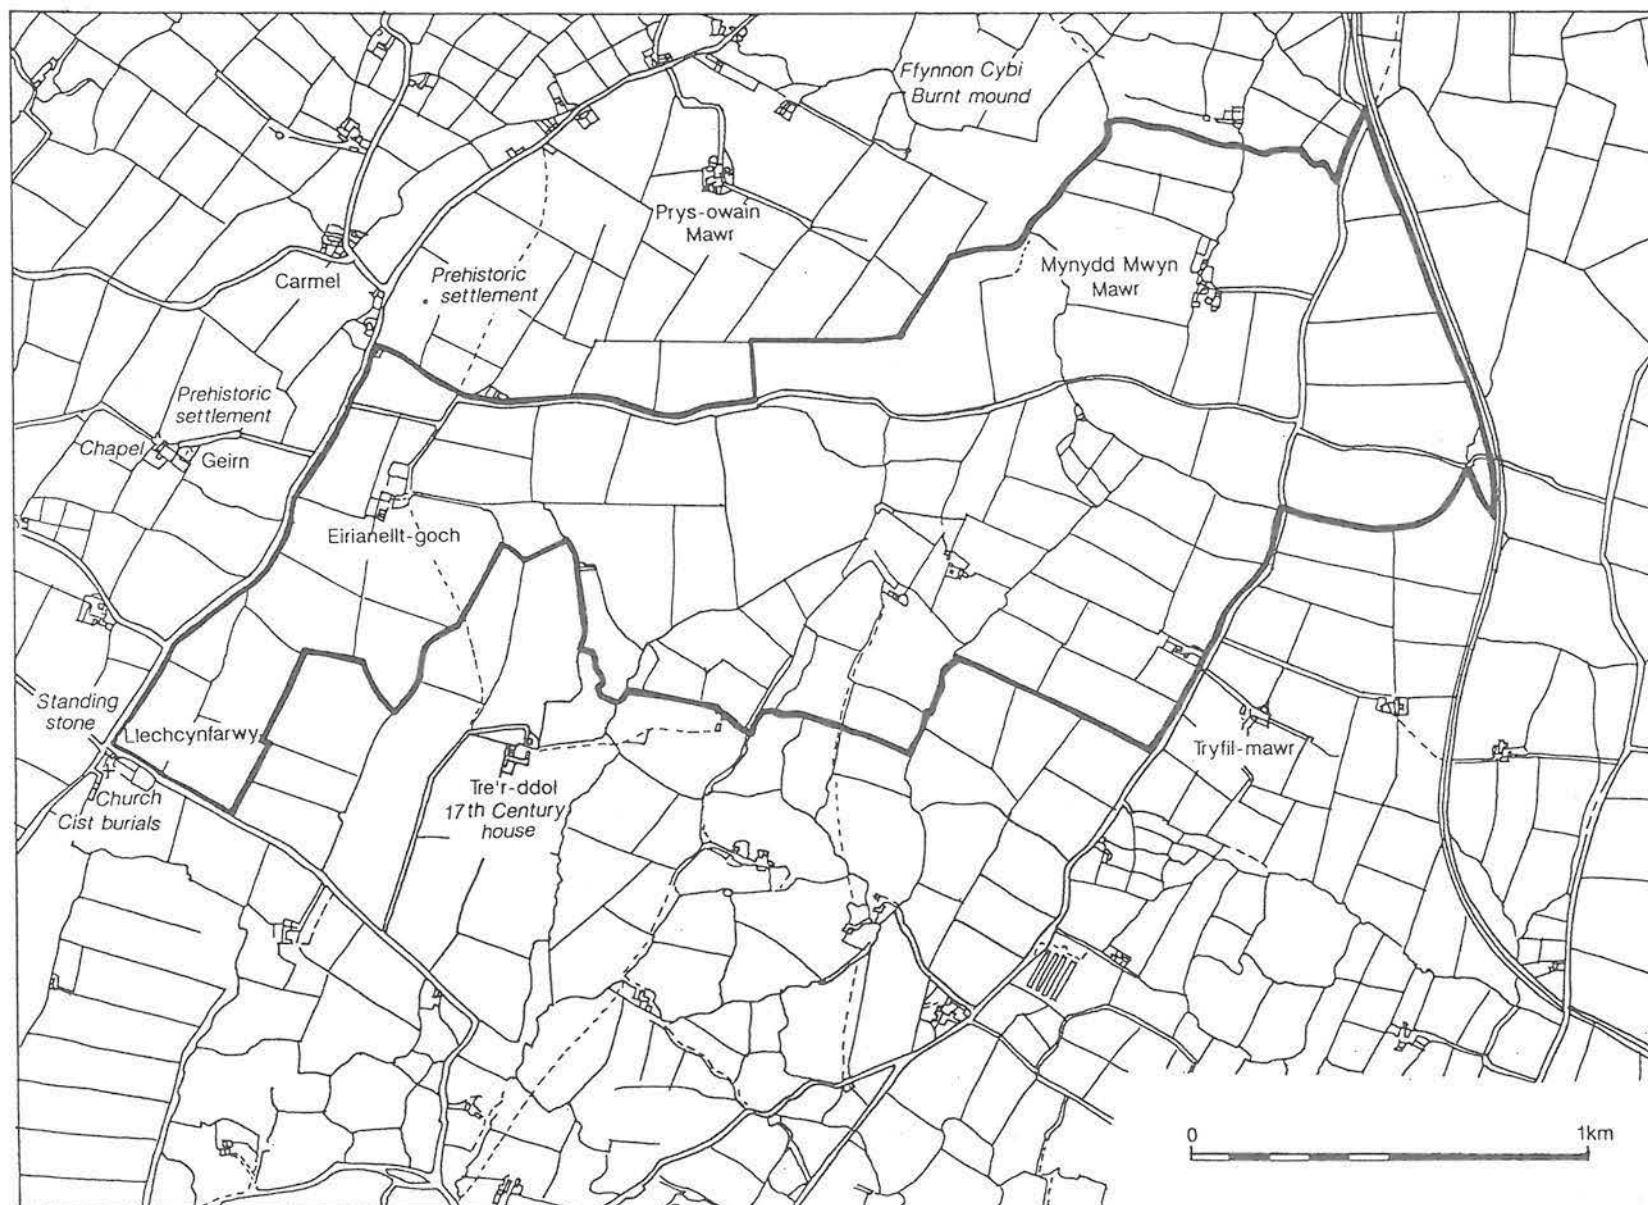 Ffynnon Cybi
Burnt mound
Prys-owain
Mawr
Carmel
Prehistoric
settlement
Mynydd Mwyn
Mawr
Prehistoric
settlement
Chapel
Geirn
Eirianellt-goch
Standing
stone
Llechcynfarwy
Tryfil-mawr
Church
Cist burials
Tre'r-ddol
17th Century
house
0 1km